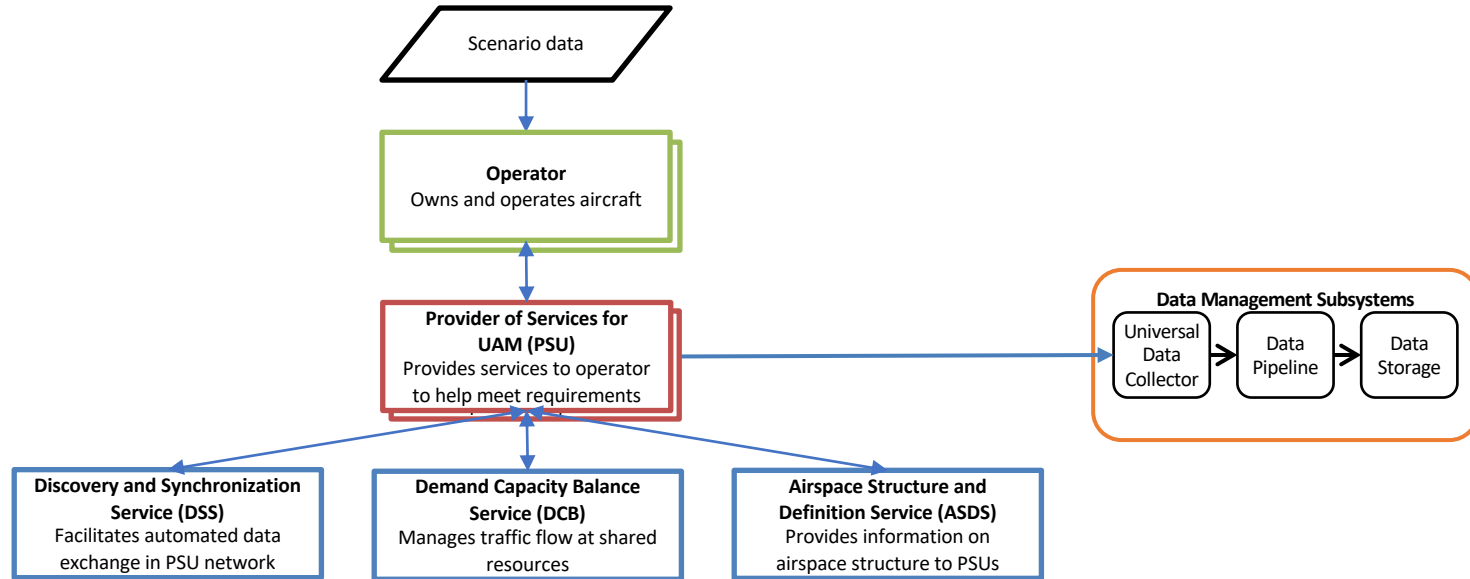 Scenario data
Operator
Owns and operates aircraft
Provider of Services for
UAM (PSU)
Provides services to operator
to help meet requirements
Data Management Subsystems
Universal
Data
Collector
Data
Pipeline
Data
Storage
Discovery and Synchronization
Service (DSS)
Facilitates automated data
exchange in PSU network
Demand Capacity Balance
Service (DCB)
Manages traffic flow at shared
resources
Airspace Structure and
Definition Service (ASDS)
Provides information on
airspace structure to PSUs